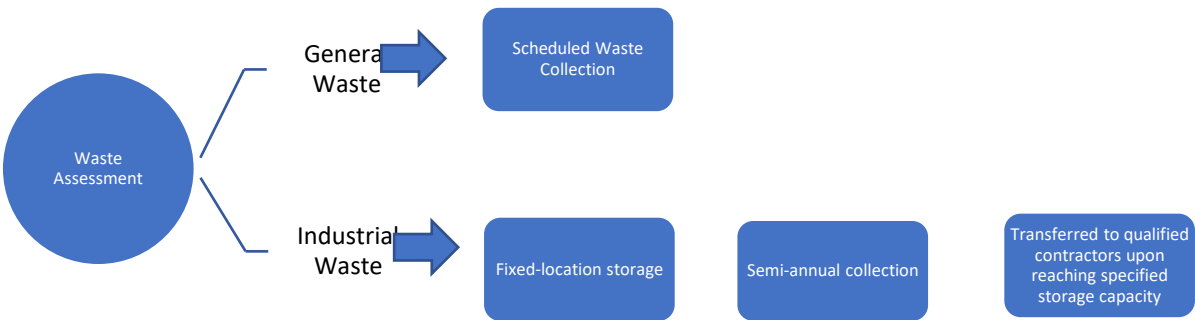 Waste
Assessment
General
Waste
Scheduled Waste
Collection
Industrial
Waste
Fixed-location storage
Semi-annual collection
Transferred to qualified
contractors upon
reaching specified
storage capacity